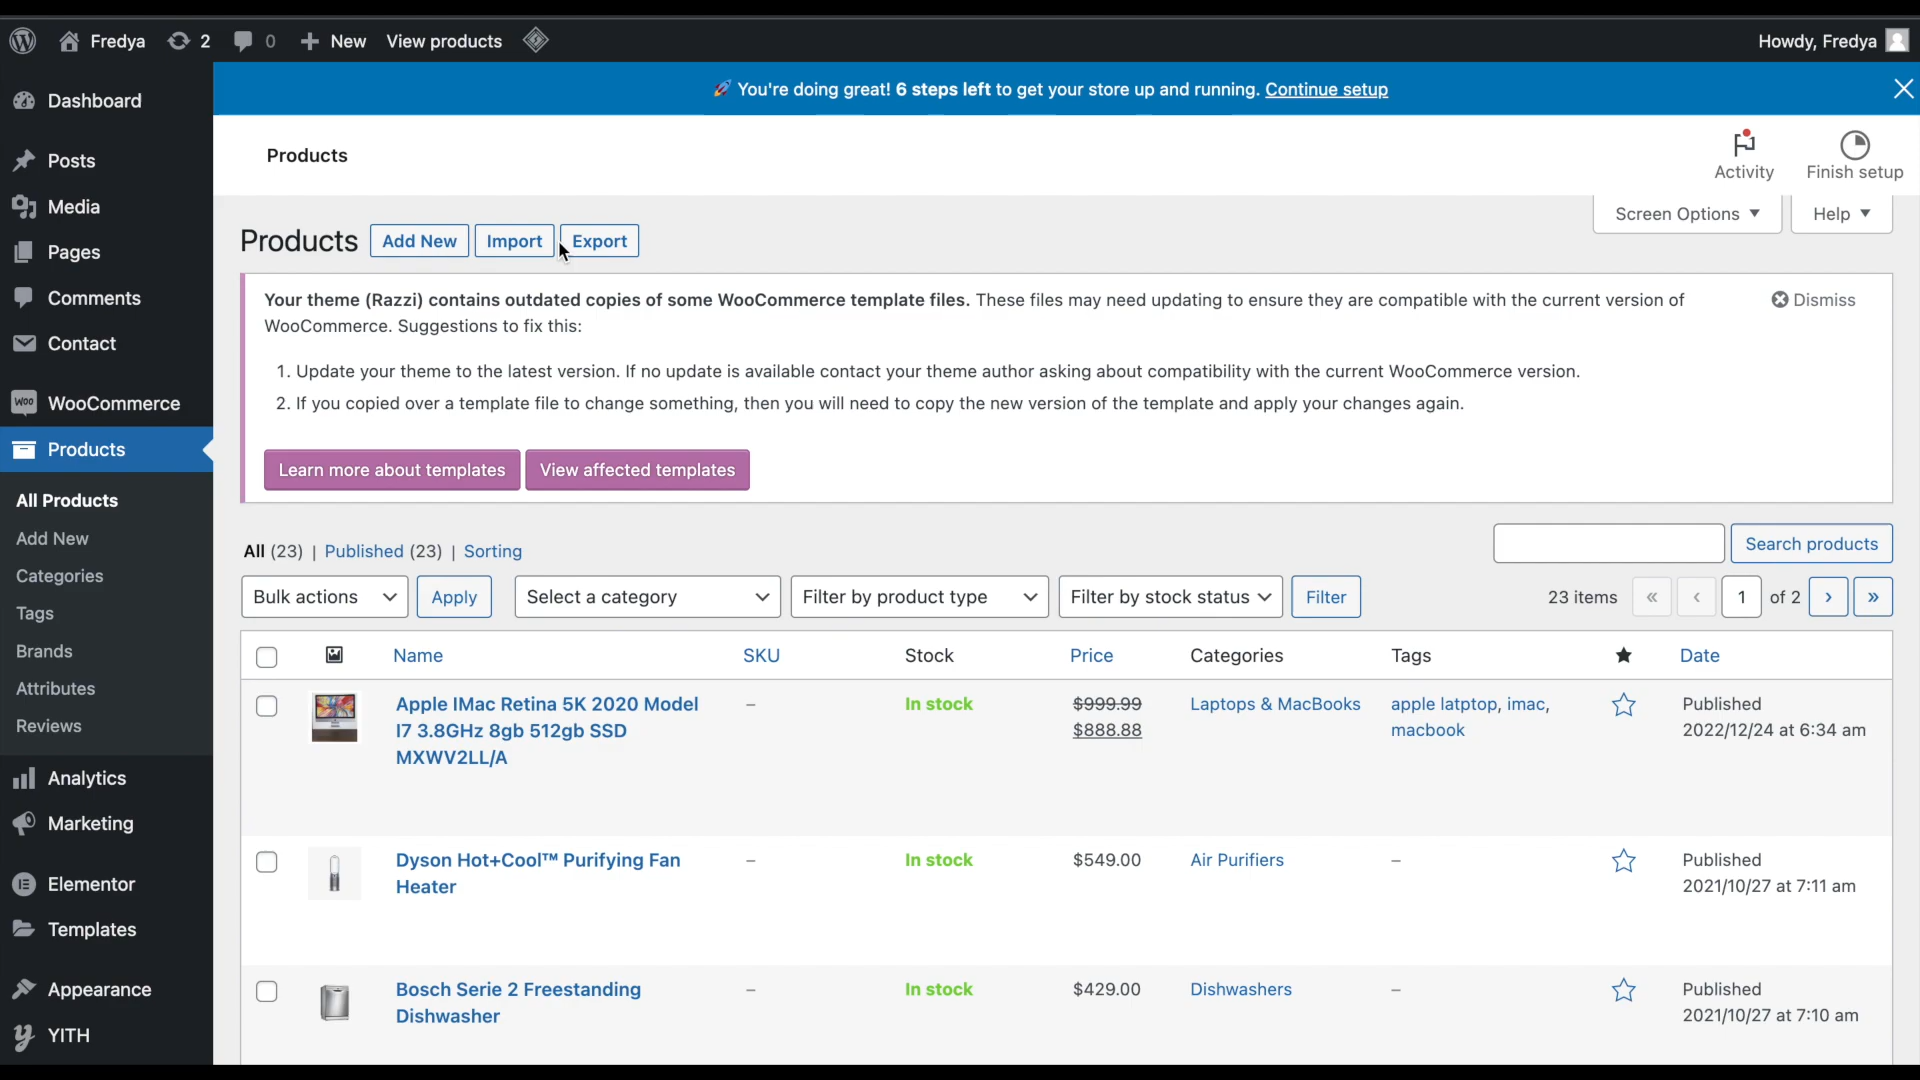 Fredya 2 0 New View products Howdy, Fredya
🚀 You're doing great! 6 steps left to get your store up and running. Continue setup
Dashboard
Posts
Media
Pages
Comments
Contact
WooCommerce
Products
All Products
Add New
Categories
Tags
Brands
Attributes
Reviews
Analytics
Marketing
Elementor
Templates
Appearance
YITH
Products
Activity Finish setup
Screen Options ▼ Help ▼
Products Add New Import Export
Your theme (Razzi) contains outdated copies of some WooCommerce template files. These files may need updating to ensure they are compatible with the current version of
WooCommerce. Suggestions to fix this:
Dismiss
1. Update your theme to the latest version. If no update is available contact your theme author asking about compatibility with the current WooCommerce version.
2. If you copied over a template file to change something, then you will need to copy the new version of the template and apply your changes again.
Learn more about templates View affected templates
All (23) | Published (23) | Sorting
Search products
Bulk actions Apply Select a category Filter by product type Filter by stock status Filter 23 items « ‹ 1 of 2 › »
Name SKU Stock Price Categories Tags ★ Date
Apple IMac Retina 5K 2020 Model – In stock $999.99 Laptops & MacBooks apple latptop, imac, Published
I7 3.8GHz 8gb 512gb SSD $888.88 macbook 2022/12/24 at 6:34 am
MXWV2LL/A
Dyson Hot+Cool™ Purifying Fan – In stock $549.00 Air Purifiers – Published
Heater 2021/10/27 at 7:11 am
Bosch Serie 2 Freestanding – In stock $429.00 Dishwashers – Published
Dishwasher 2021/10/27 at 7:10 am